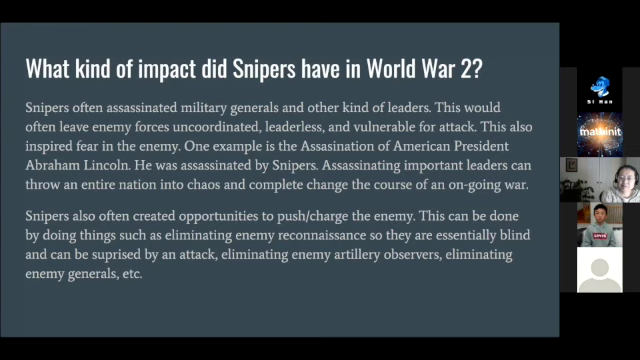 What kind of impact did Snipers have in World War 2?
Snipers often assassinated military generals and other kind of leaders. This would
often leave enemy forces uncoordinated, leaderless, and vulnerable for attack. This also
inspired fear in the enemy. One example is the Assasination of American President
Abraham Lincoln. He was assassinated by Snipers. Assassinating important leaders can
throw an entire nation into chaos and complete change the course of an on-going war.
Snipers also often created opportunities to push/charge the enemy. This can be done
by doing things such as eliminating enemy reconnaissance so they are essentially blind
and can be suprised by an attack, eliminating enemy artillery observers, eliminating
enemy generals, etc.
Si Han